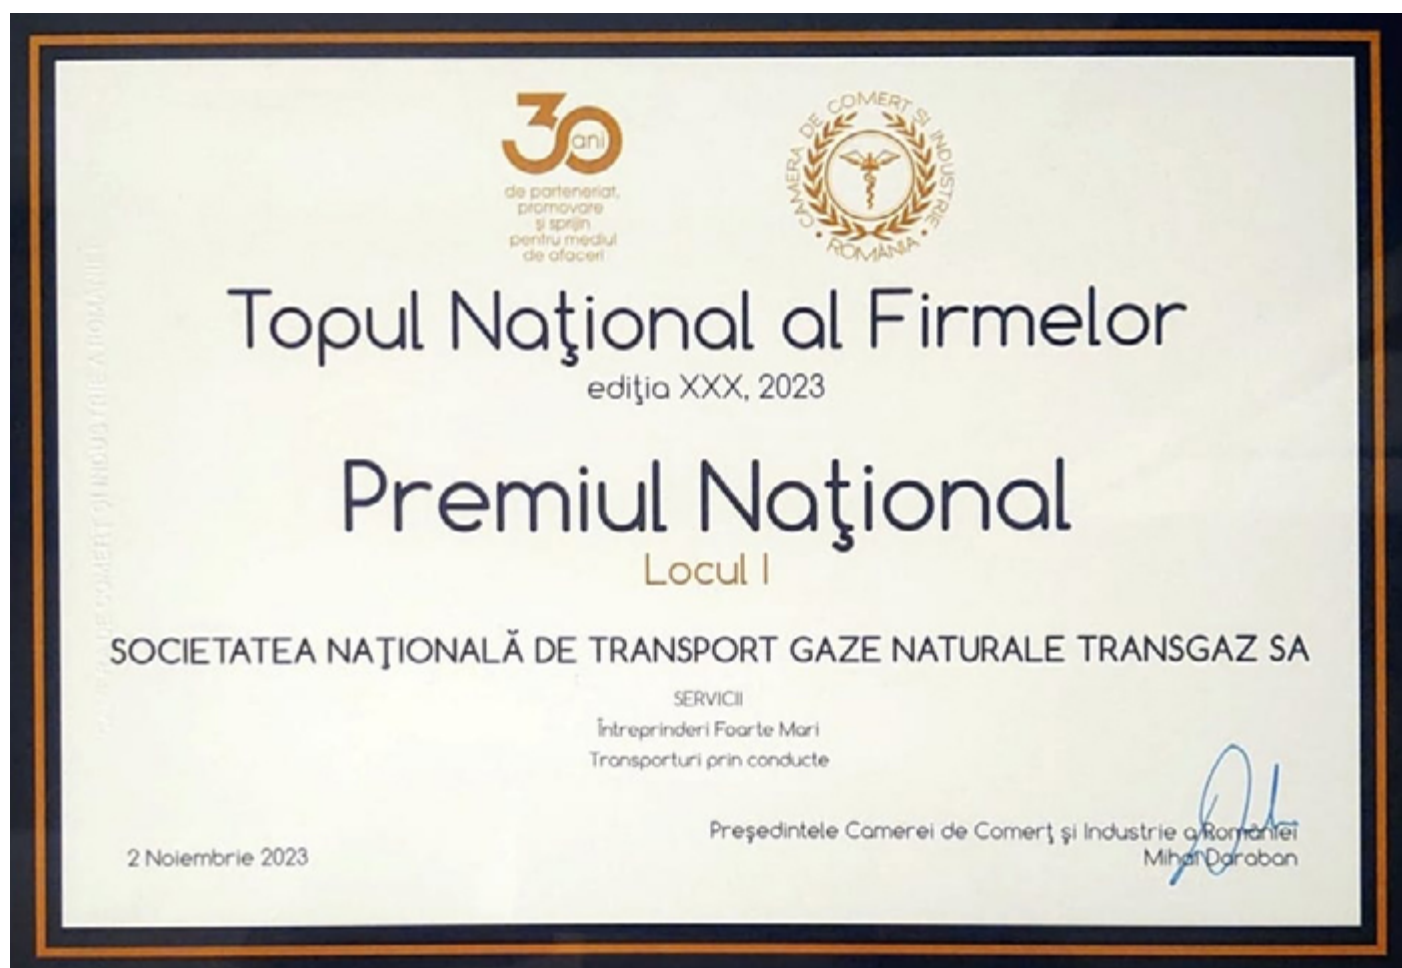 30
ani
de parteneriat,
promovare
și sprijin
pentru mediul
de afaceri
CAMERA DE COMERT SI INDUSTRIE
• ROMÂNIA •
Topul Naţional al Firmelor
ediţia XXX, 2023
Premiul Naţional
Locul I
SOCIETATEA NAŢIONALĂ DE TRANSPORT GAZE NATURALE TRANSGAZ SA
SERVICII
Întreprinderi Foarte Mari
Transporturi prin conducte
Preşedintele Camerei de Comerţ şi Industrie a României
Mihai Daraban
2 Noiembrie 2023